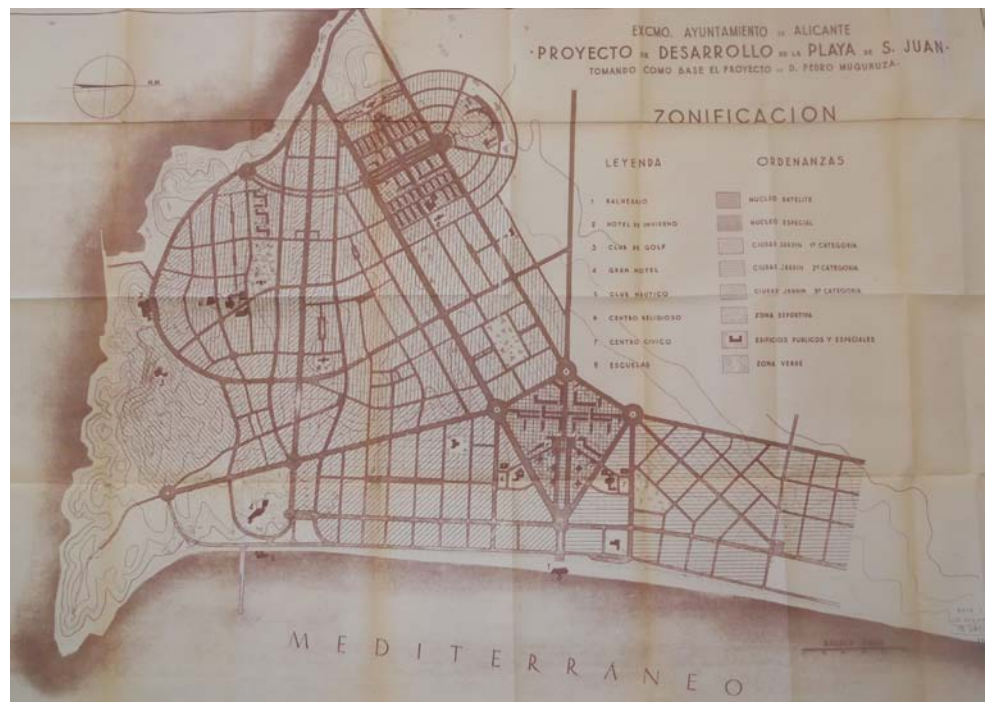 EXCMO. AYUNTAMIENTO DE ALICANTE
·PROYECTO DE DESARROLLO DE LA PLAYA DE S. JUAN·
TOMANDO COMO BASE EL PROYECTO DE D. PEDRO MUGURUZA·
ZONIFICACION
LEYENDA
1 BALNEARIO
2 HOTEL DE INVIERNO
3 CLUB DE GOLF
4 GRAN HOTEL
5 CLUB NAUTICO
6 CENTRO RELIGIOSO
7 CENTRO CIVICO
8 ESCUELAS
ORDENANZAS
NUCLEO SATELITE
NUCLEO ESPECIAL
CIUDAD JARDIN 1ª CATEGORIA
CIUDAD JARDIN 2ª CATEGORIA
CIUDAD JARDIN 3ª CATEGORIA
ZONA DEPORTIVA
EDIFICIOS PUBLICOS Y ESPECIALES
ZONA VERDE
MEDITERRÁNEO